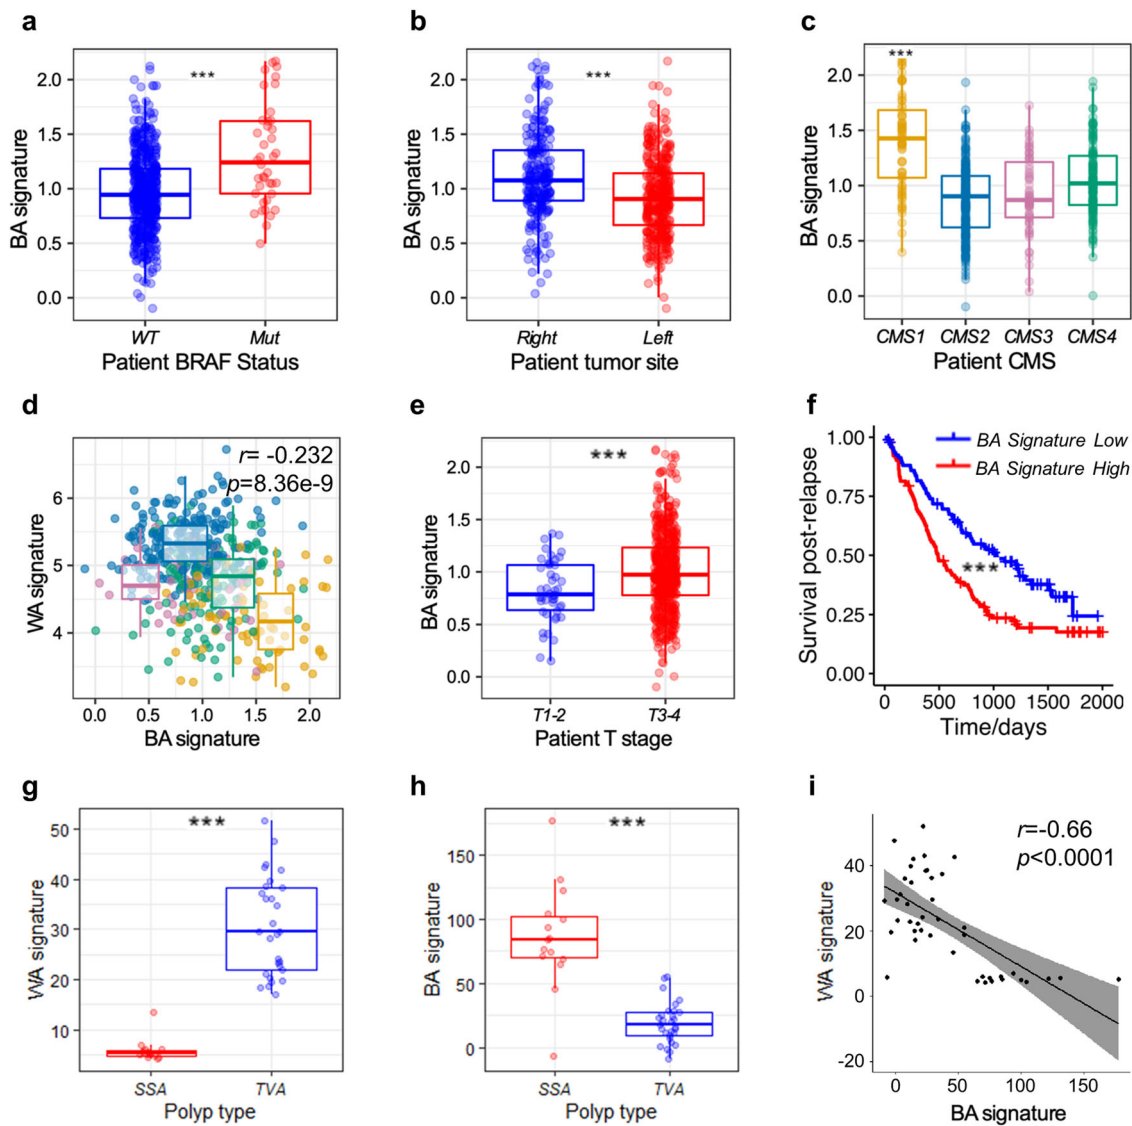 a
BA signature
2.0
1.5
1.0
0.5
0.0
***
WT Mut
Patient BRAF Status
b
BA signature
2.0
1.5
1.0
0.5
0.0
***
Right Left
Patient tumor site
c
BA signature
2.0
1.5
1.0
0.5
0.0
***
CMS1 CMS2 CMS3 CMS4
Patient CMS
d
WA signature
6
5
4
r= -0.232
p=8.36e-9
0.0 0.5 1.0 1.5 2.0
BA signature
e
BA signature
2.0
1.5
1.0
0.5
0.0
***
T1-2 T3-4
Patient T stage
f
Survival post-relapse
1.00
0.75
0.50
0.25
0.00
BA Signature Low
BA Signature High
***
0 500 1000 1500 2000
Time/days
g
WA signature
50
40
30
20
10
***
SSA TVA
Polyp type
h
BA signature
150
100
50
0
***
SSA TVA
Polyp type
i
WA signature
40
20
0
-20
r=-0.66
p<0.0001
0 50 100 150
BA signature